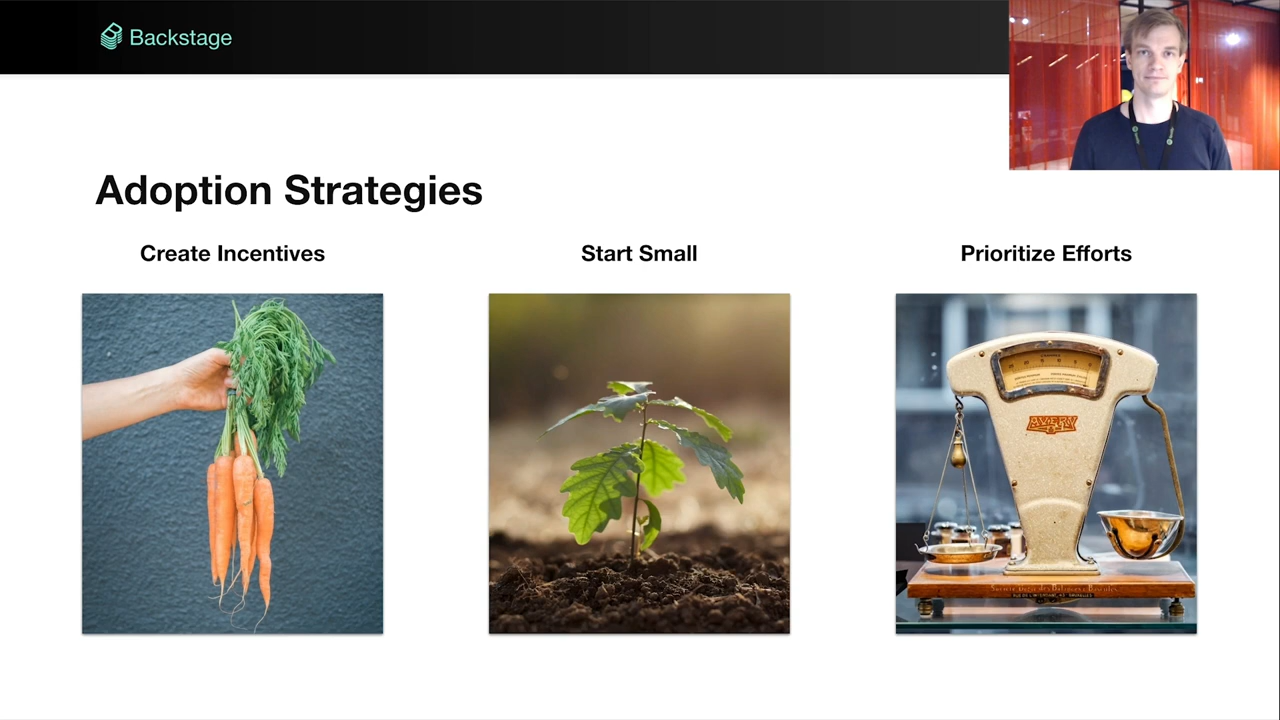 Backstage
Adoption Strategies
Create Incentives
Start Small
Prioritize Efforts
AVERY